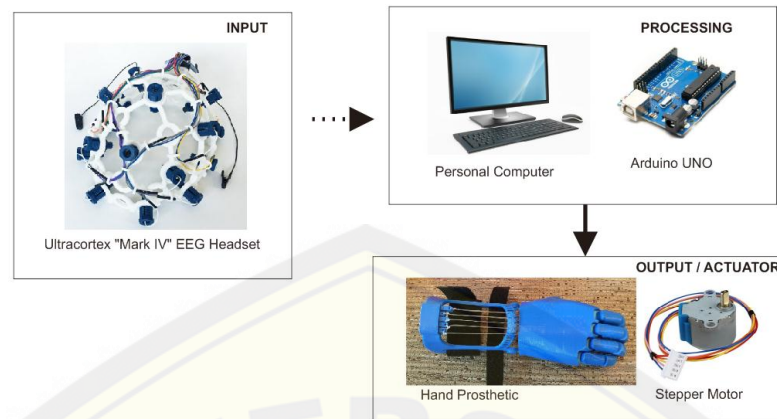 INPUT
Ultracortex "Mark IV" EEG Headset
PROCESSING
Personal Computer
Arduino UNO
OUTPUT / ACTUATOR
Hand Prosthetic
Stepper Motor